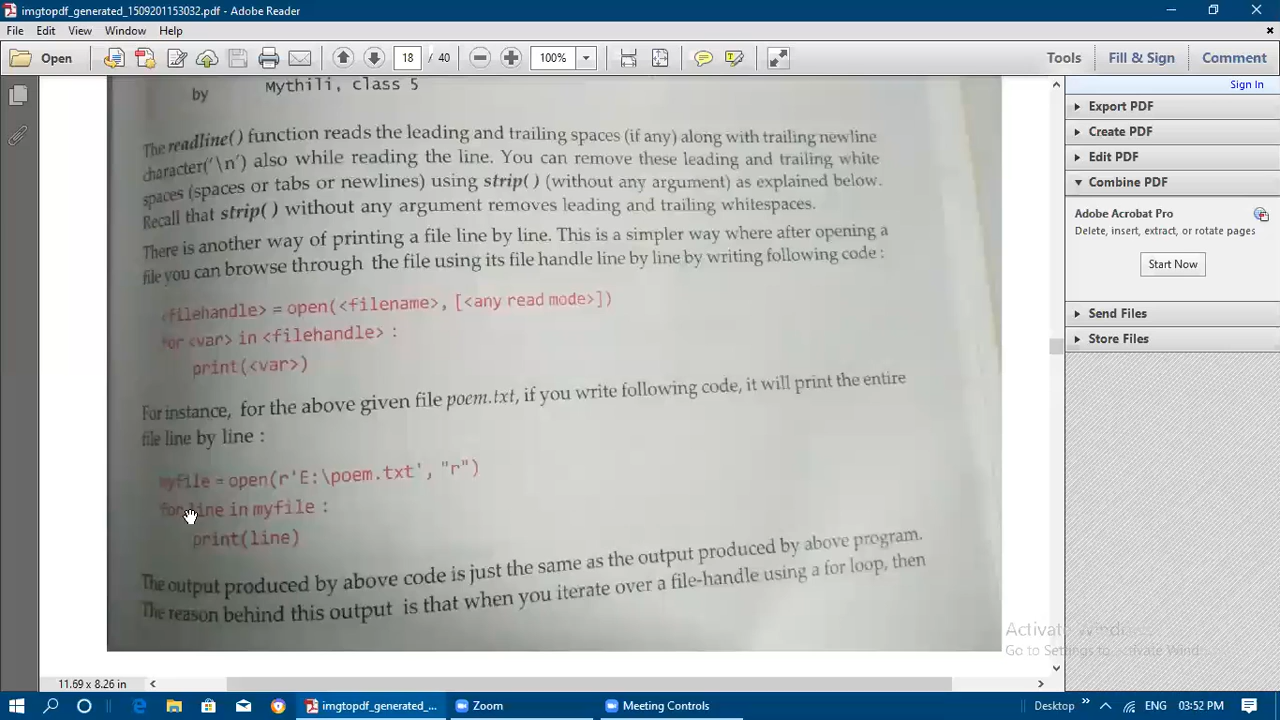 imgtopdf_generated_1509201153032.pdf - Adobe Reader
File Edit View Window Help
Open 18 / 40 100% Tools Fill & Sign Comment
Sign In
by Mythili, class 5
The readline() function reads the leading and trailing spaces (if any) along with trailing newline
character('\n') also while reading the line. You can remove these leading and trailing white
spaces (spaces or tabs or newlines) using strip() (without any argument) as explained below.
Recall that strip() without any argument removes leading and trailing whitespaces.
There is another way of printing a file line by line. This is a simpler way where after opening a
file you can browse through the file using its file handle line by line by writing following code :
<filehandle> = open(<filename>, [<any read mode>])
for <var> in <filehandle> :
print(<var>)
For instance, for the above given file poem.txt, if you write following code, it will print the entire
file line by line :
myfile = open(r'E:\poem.txt', "r")
for line in myfile :
print(line)
The output produced by above code is just the same as the output produced by above program.
The reason behind this output is that when you iterate over a file-handle using a for loop, then
Export PDF
Create PDF
Edit PDF
Combine PDF
Adobe Acrobat Pro
Delete, insert, extract, or rotate pages
Start Now
Send Files
Store Files
Activate Windows
Go to Settings to activate Windows.
11.69 x 8.26 in
imgtopdf_generated_... Zoom Meeting Controls Desktop ENG 03:52 PM